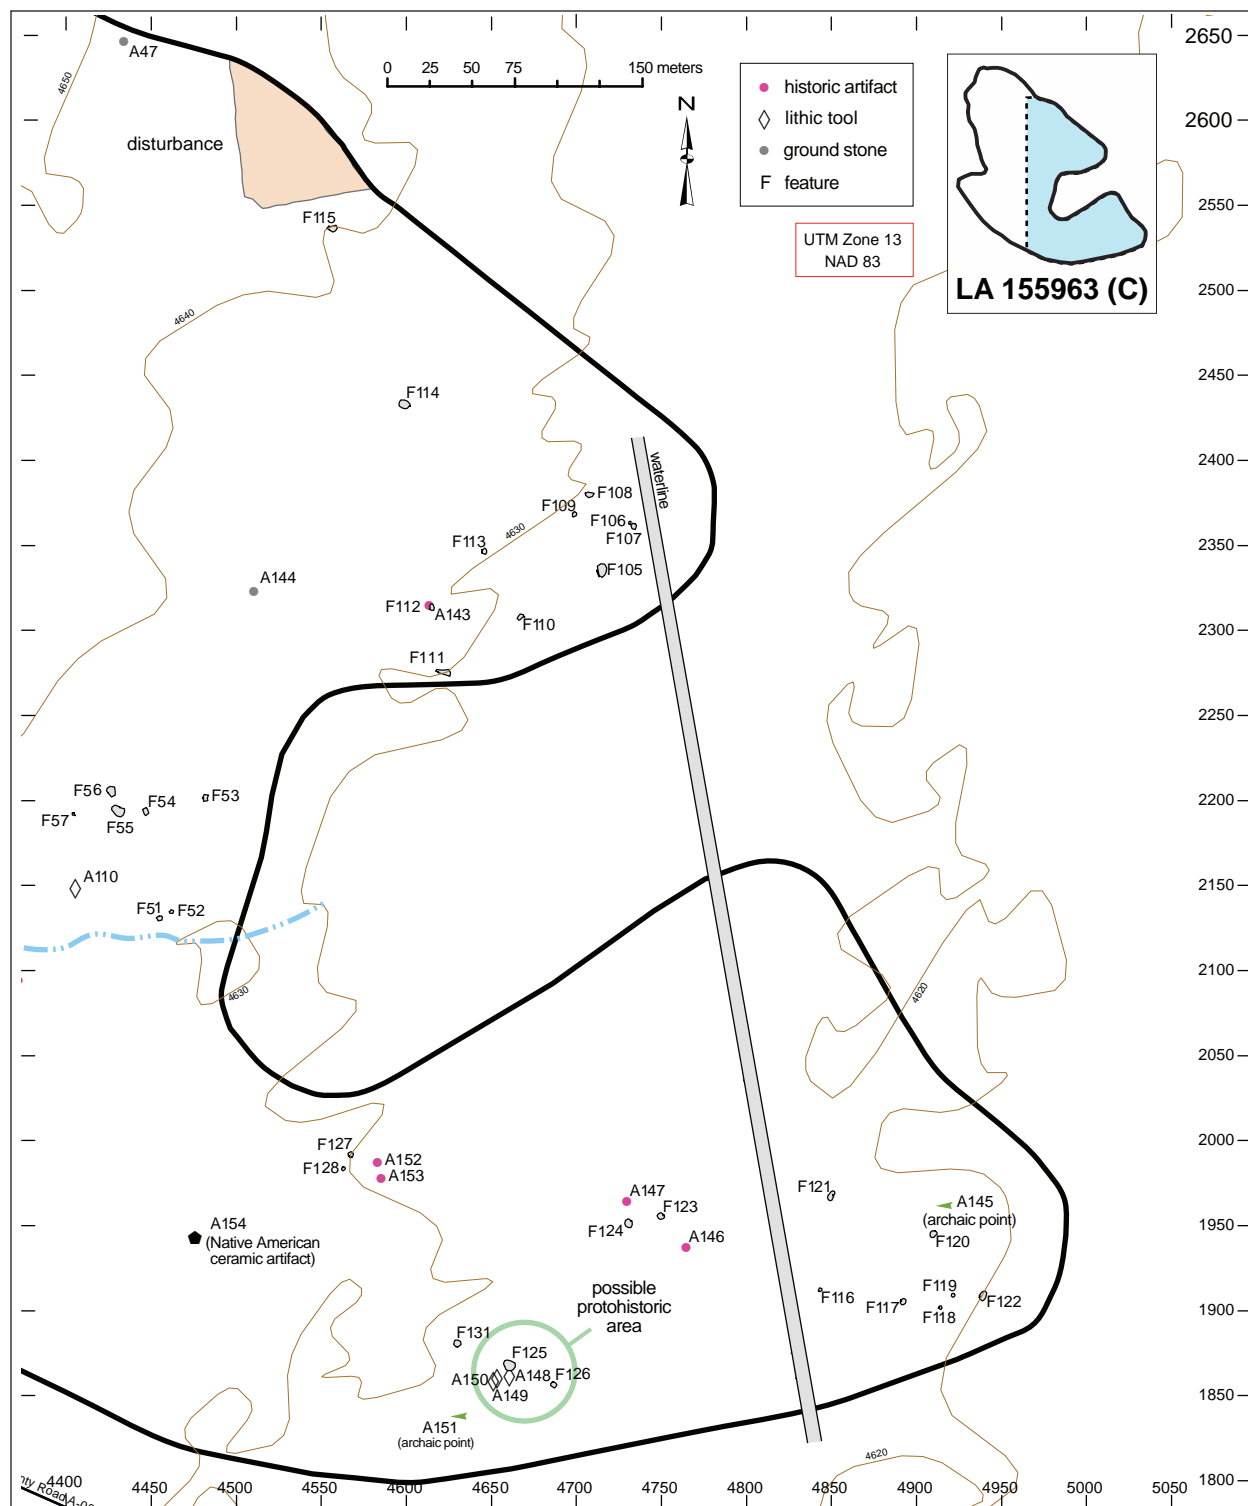 2650
A47
0 25 50 75 150 meters
4650
historic artifact
lithic tool
ground stone
F feature
N
2600
disturbance
2550
F115
UTM Zone 13
NAD 83
LA 155963 (C)
2500
4640
2450
F114
2400
waterline
F108
F109
F106
F107
4630
F113
2350
F105
A144
F112
A143
F110
2300
F111
2250
F56
F54
F53
2200
F57
F55
A110
2150
F51
F52
2100
4630
4620
2050
2000
F127
A152
F128
A153
F121
A147
F123
A145
(archaic point)
A154
(Native American
ceramic artifact)
F124
1950
A146
F120
possible
protohistoric
area
F116
F119
F117
F118
F122
1900
F131
F125
A150
A148
F126
A149
1850
A151
(archaic point)
4620
nty Road A-0
4400
4450 4500 4550 4600 4650 4700 4750 4800 4850 4900 4950 5000 5050
1800